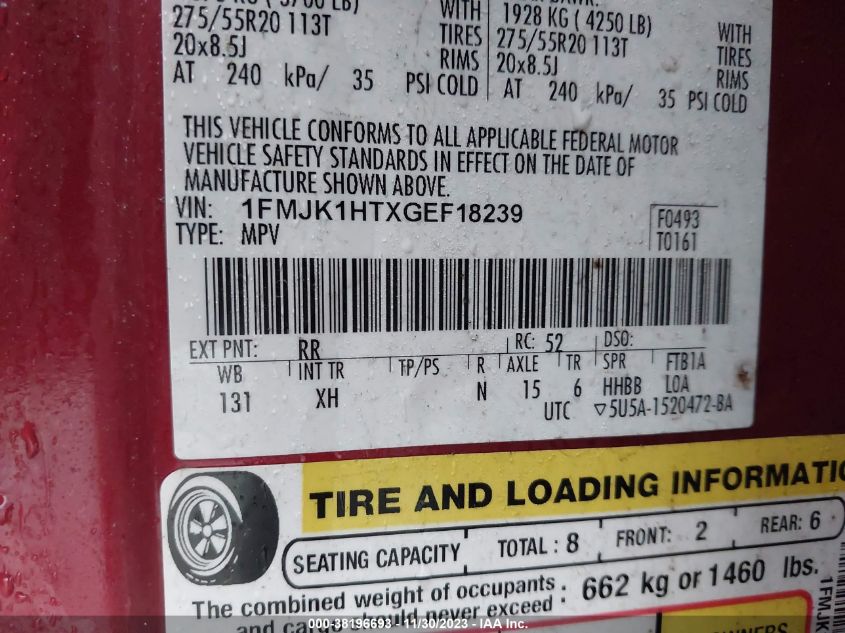 WITH 1928 KG ( 4250 LB) WITH
275/55R20 113T TIRES 275/55R20 113T TIRES
20x8.5J RIMS 20x8.5J RIMS
AT 240 kPa/ 35 PSI COLD AT 240 kPa/ 35 PSI COLD
THIS VEHICLE CONFORMS TO ALL APPLICABLE FEDERAL MOTOR
VEHICLE SAFETY STANDARDS IN EFFECT ON THE DATE OF
MANUFACTURE SHOWN ABOVE.
VIN: 1FMJK1HTXGEF18239 F0493
TYPE: MPV T0161
EXT PNT: RR RC: 52 DSO:
WB INT TR TP/PS R AXLE TR SPR FTB1A
131 XH N 15 6 HHBB LOA
UTC ▽5U5A-1520472-BA
TIRE AND LOADING INFORMATIO
SEATING CAPACITY TOTAL : 8 FRONT: 2 REAR: 6
The combined weight of occupants : 662 kg or 1460 lbs.
and cargo should never exceed :
1FMJK
OWNERS
000-38196693 - 11/30/2023 - IAAI.com